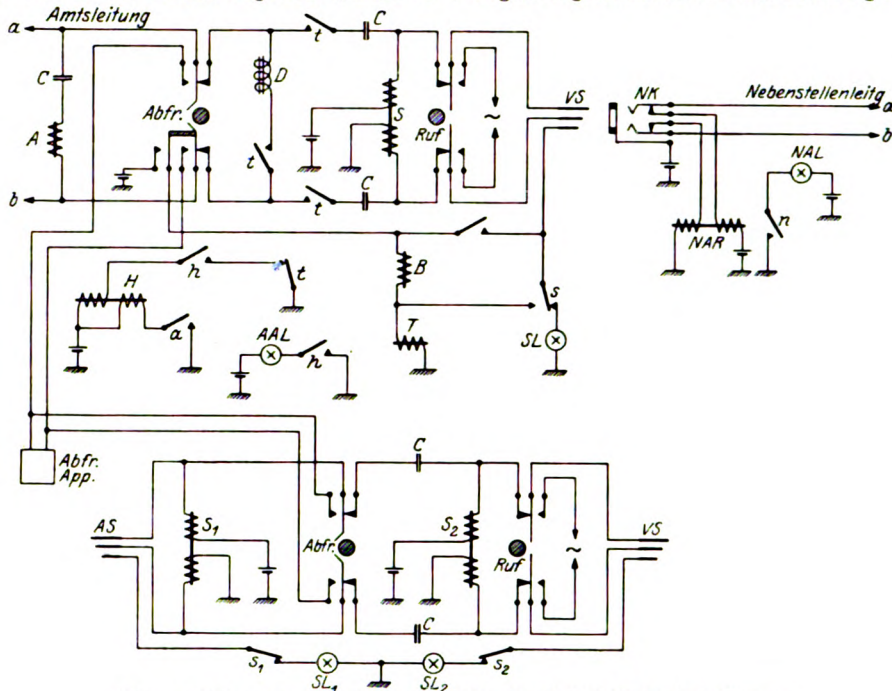 a Amtsleitung
t C
C D
A Abfr. S Ruf ~ VS
t
b t C
NK Nebenstellenleitg a
b
NAL
n
NAR
H h t B
a T s
AAL h SL
Abfr. App.
C
AS S1 Abfr. S2 Ruf ~ VS
C
s1 SL1 SL2 s2